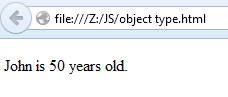 file:///Z:/JS/object type.html
John is 50 years old.